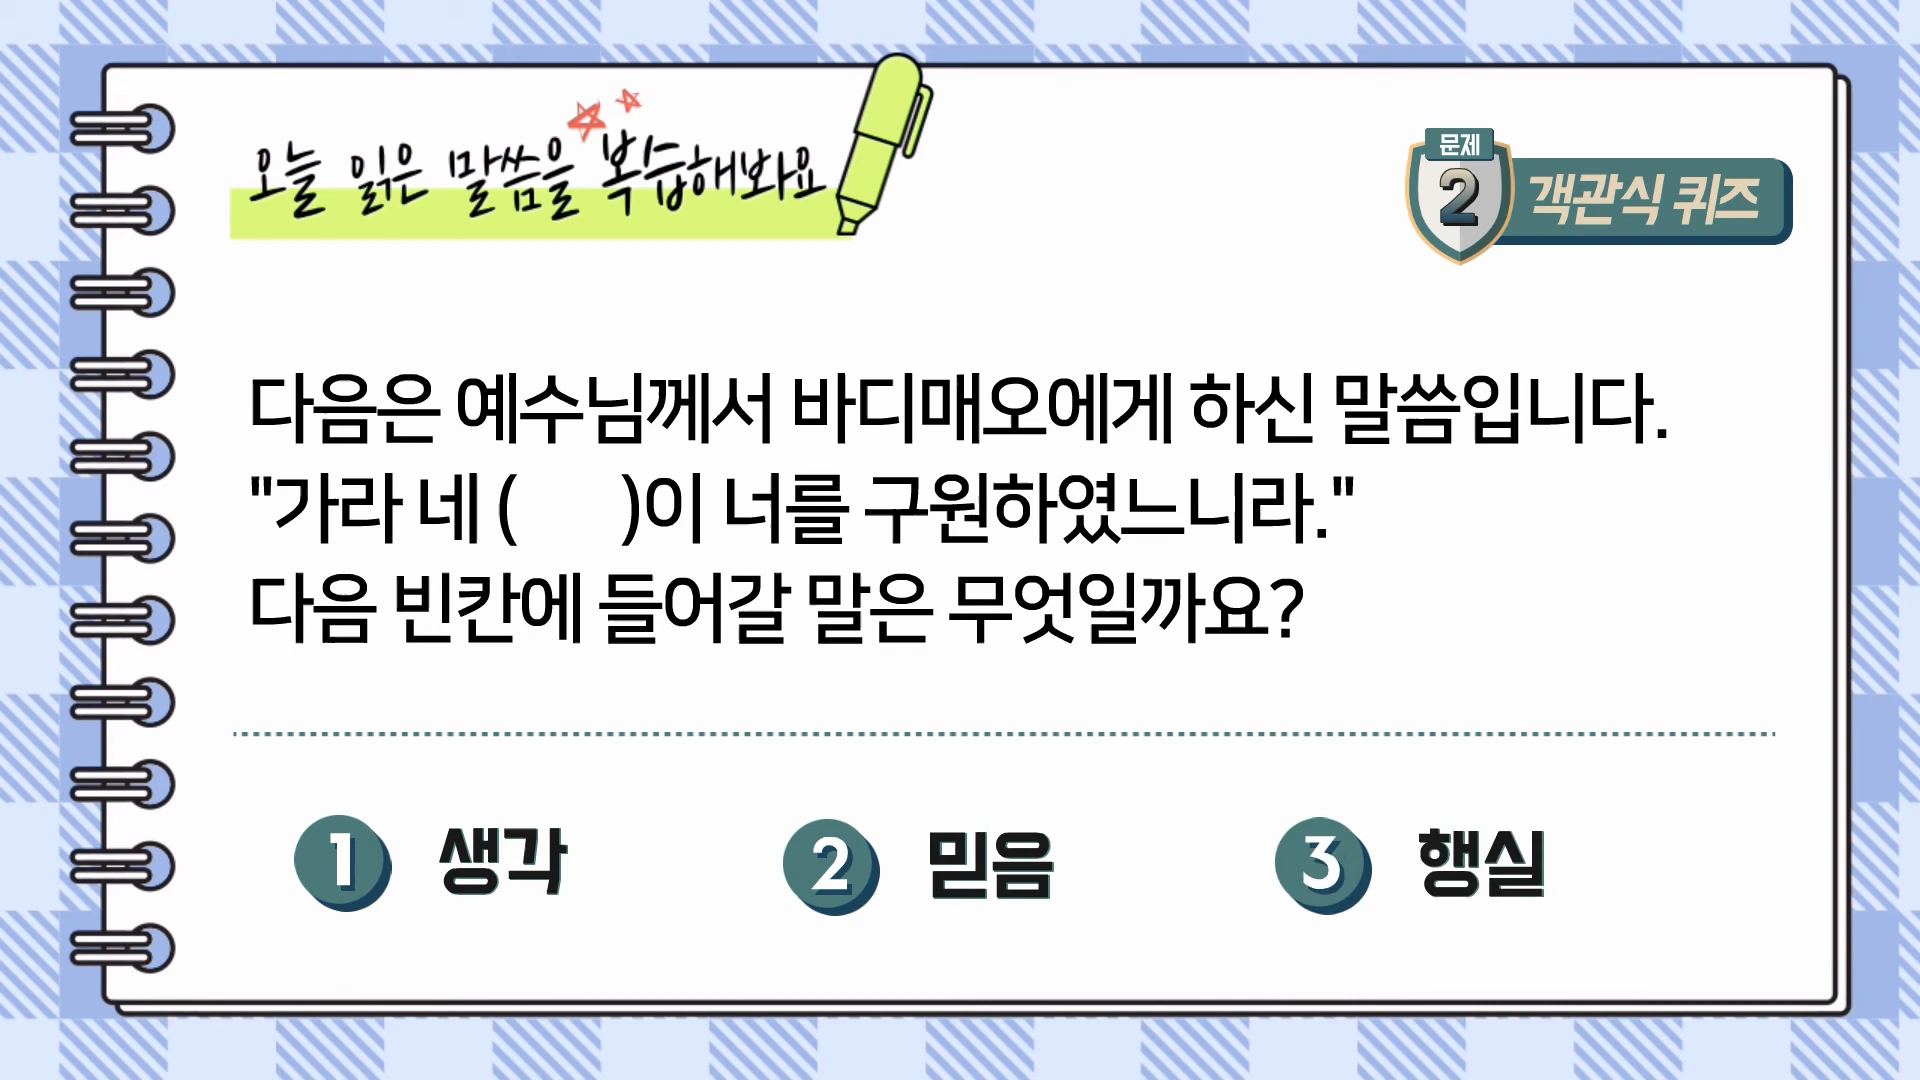 오늘 읽은 말씀을 복습해봐요
문제
2
객관식 퀴즈
다음은 예수님께서 바디매오에게 하신 말씀입니다.
"가라 네 (      )이 너를 구원하였느니라."
다음 빈칸에 들어갈 말은 무엇일까요?
1 생각
2 믿음
3 행실